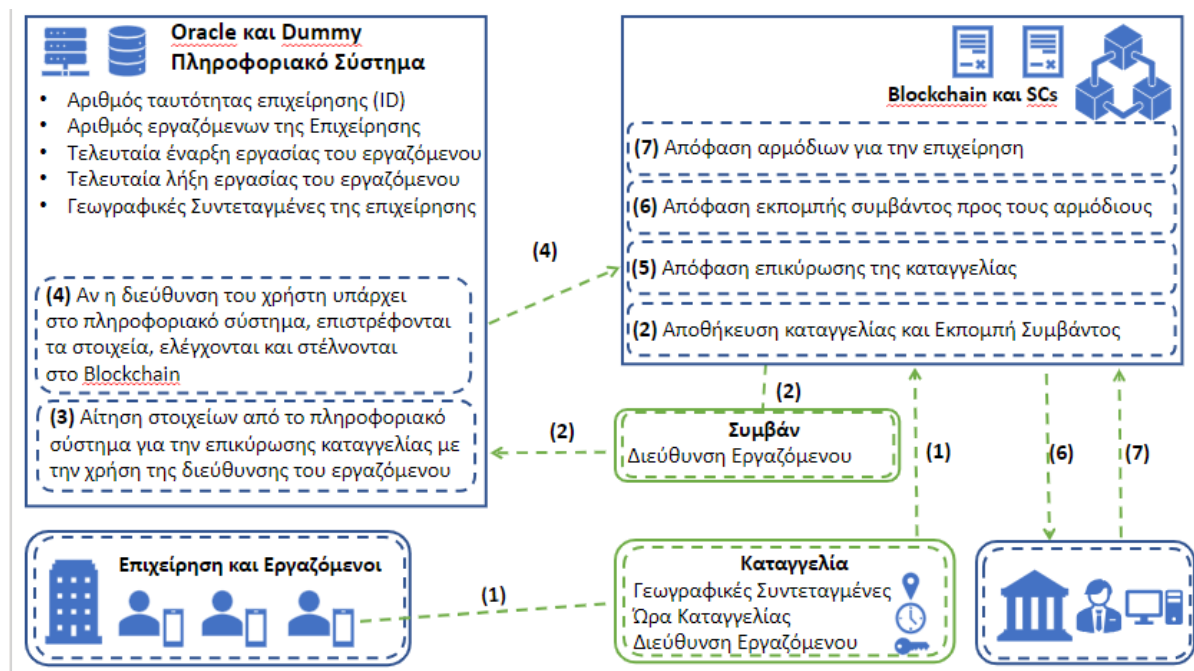 Oracle και Dummy
Πληροφοριακό Σύστημα
• Αριθμός ταυτότητας επιχείρησης (ID)
• Αριθμός εργαζόμενων της Επιχείρησης
• Τελευταία έναρξη εργασίας του εργαζόμενου
• Τελευταία λήξη εργασίας του εργαζόμενου
• Γεωγραφικές Συντεταγμένες της επιχείρησης
(4) Αν η διεύθυνση του χρήστη υπάρχει
στο πληροφοριακό σύστημα, επιστρέφονται
τα στοιχεία, ελέγχονται και στέλνονται
στο Blockchain
(3) Αίτηση στοιχείων από το πληροφοριακό
σύστημα για την επικύρωσης καταγγελίας με
την χρήση της διεύθυνσης του εργαζόμενου
(4)
Blockchain και SCs
(7) Απόφαση αρμόδιων για την επιχείρηση
(6) Απόφαση εκπομπής συμβάντος προς τους αρμόδιους
(5) Απόφαση επικύρωσης της καταγγελίας
(2) Αποθήκευση καταγγελίας και Εκπομπή Συμβάντος
(2)
Συμβάν
Διεύθυνση Εργαζόμενου
(2)
(1)
(6)
(7)
Επιχείρηση και Εργαζόμενοι
(1)
Καταγγελία
Γεωγραφικές Συντεταγμένες
Ώρα Καταγγελίας
Διεύθυνση Εργαζόμενου